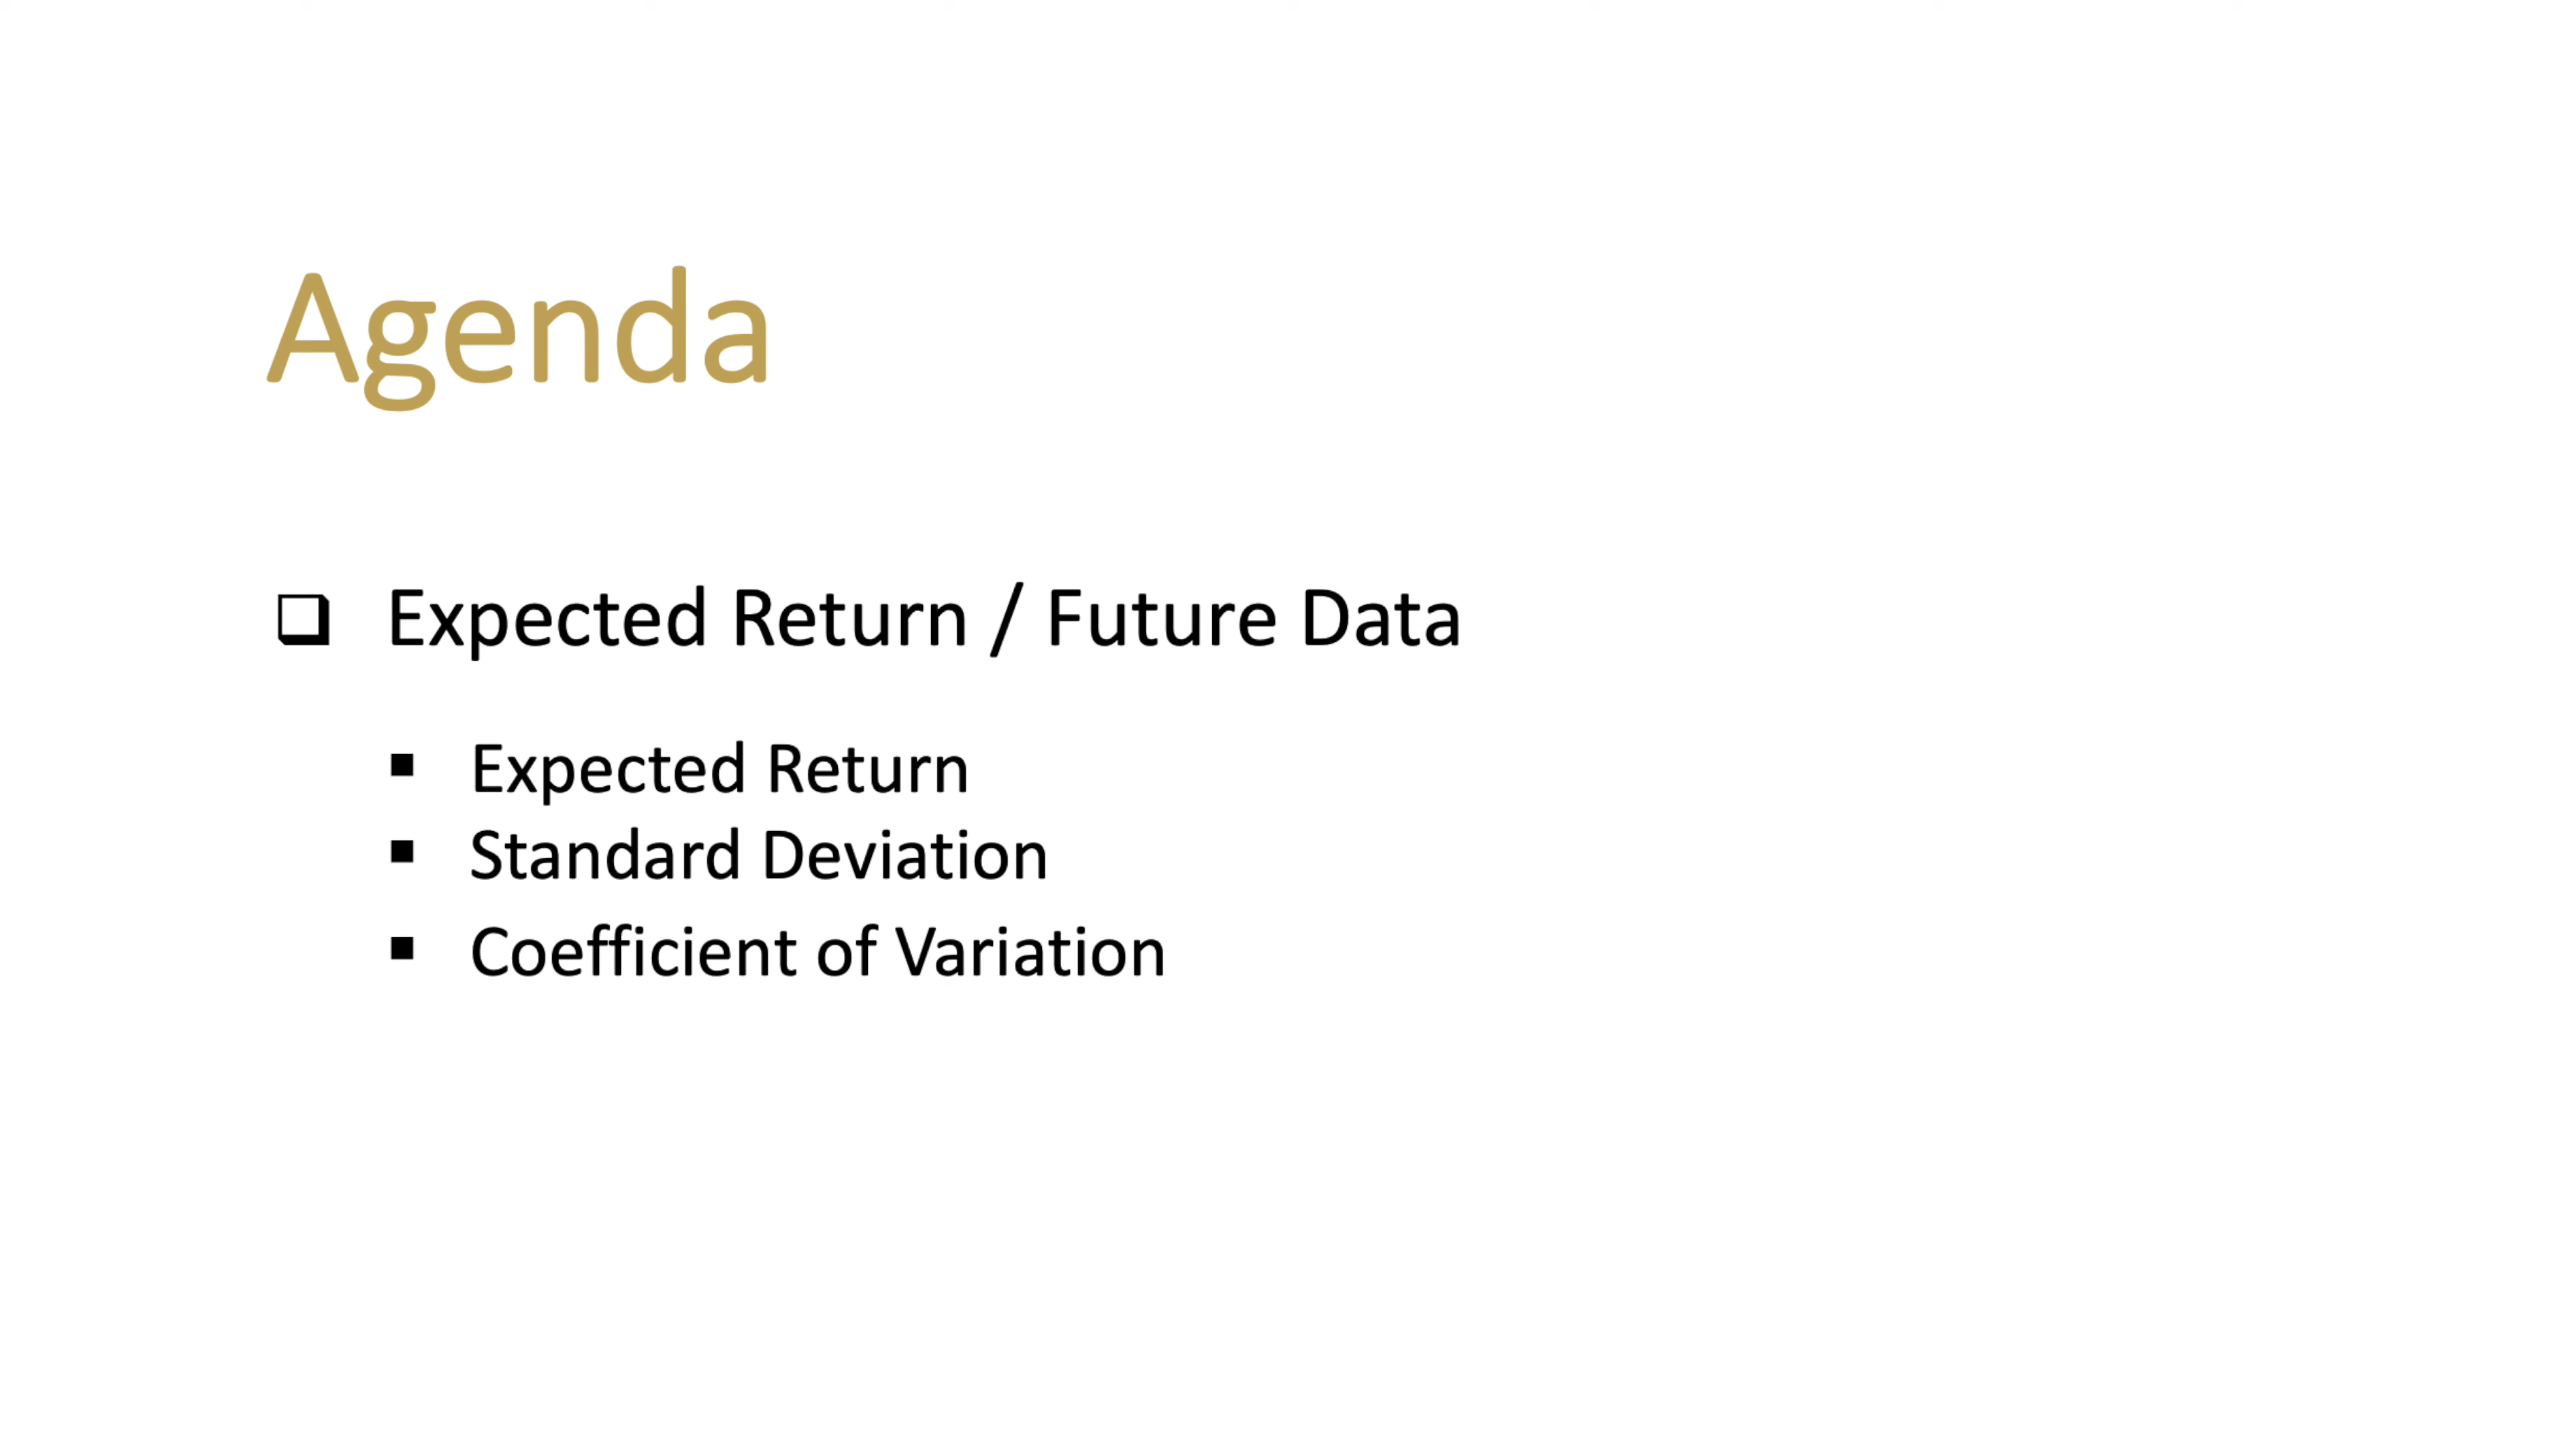 Agenda
❑ Expected Return / Future Data
▪ Expected Return
▪ Standard Deviation
▪ Coefficient of Variation